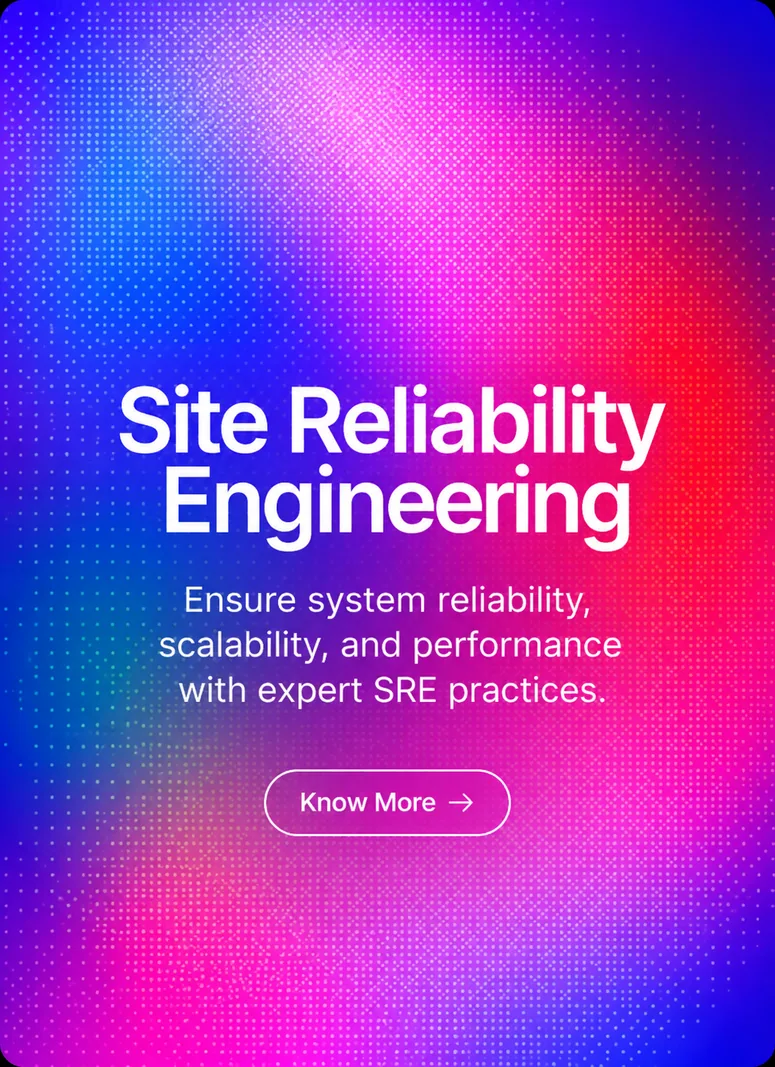 Site Reliability
Engineering
Ensure system reliability,
scalability, and performance
with expert SRE practices.
Know More →